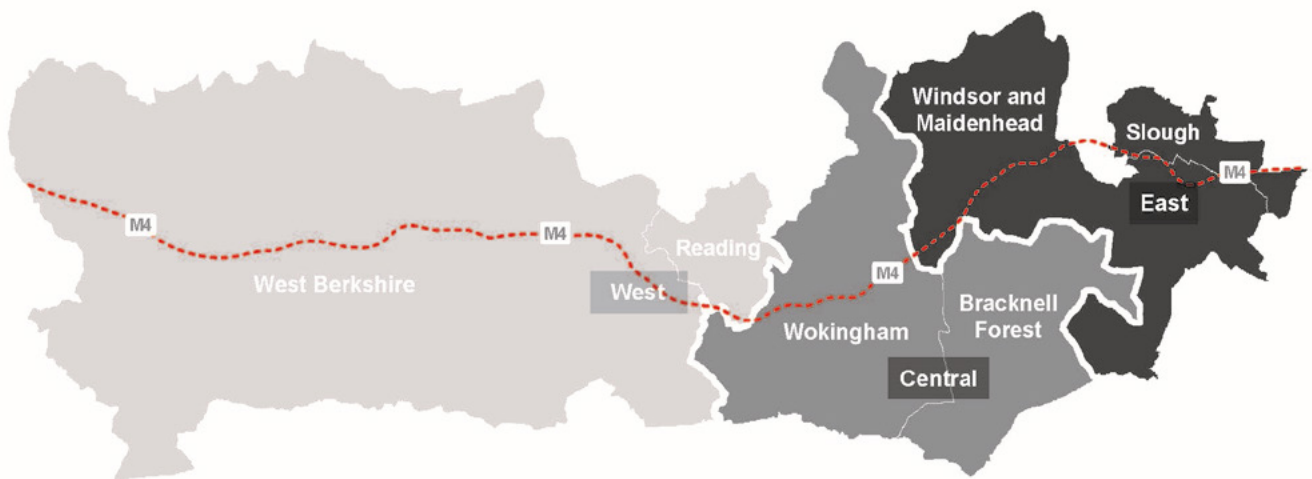 Windsor and
Maidenhead
Slough
M4
East
M4
M4
Reading
M4
West Berkshire
West
Bracknell
Forest
Wokingham
Central